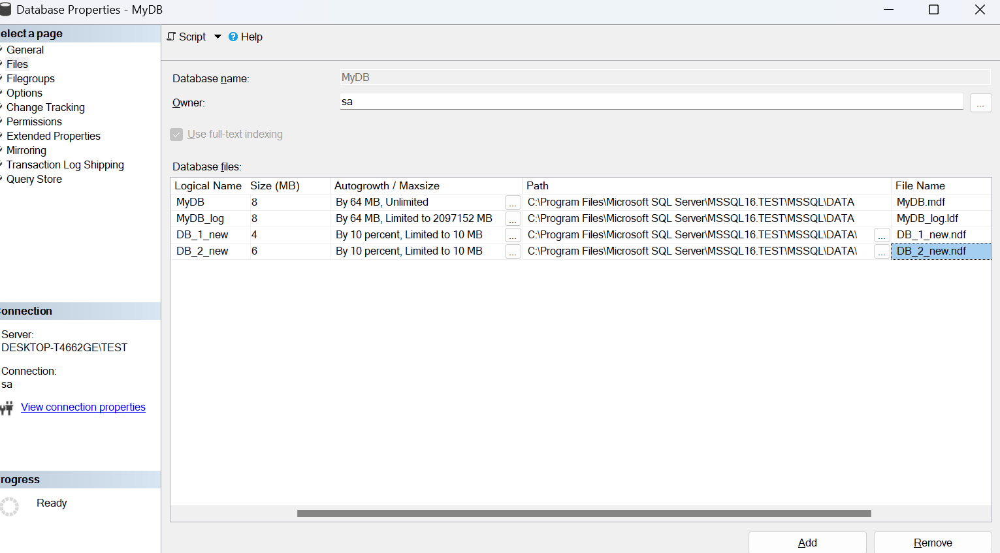 Database Properties - MyDB
elect a page
General
Files
Filegroups
Options
Change Tracking
Permissions
Extended Properties
Mirroring
Transaction Log Shipping
Query Store
onnection
Server:
DESKTOP-T4662GE\TEST
Connection:
sa
View connection properties
rogress
Ready
Script ? Help
Database name: MyDB
Owner: sa ...
Use full-text indexing
Database files:
Logical Name Size (MB) Autogrowth / Maxsize Path File Name
MyDB 8 By 64 MB, Unlimited ... C:\Program Files\Microsoft SQL Server\MSSQL16.TEST\MSSQL\DATA MyDB.mdf
MyDB_log 8 By 64 MB, Limited to 2097152 MB ... C:\Program Files\Microsoft SQL Server\MSSQL16.TEST\MSSQL\DATA MyDB_log.ldf
DB_1_new 4 By 10 percent, Limited to 10 MB ... C:\Program Files\Microsoft SQL Server\MSSQL16.TEST\MSSQL\DATA\ ... DB_1_new.ndf
DB_2_new 6 By 10 percent, Limited to 10 MB ... C:\Program Files\Microsoft SQL Server\MSSQL16.TEST\MSSQL\DATA\ ... DB_2_new.ndf
Add Remove